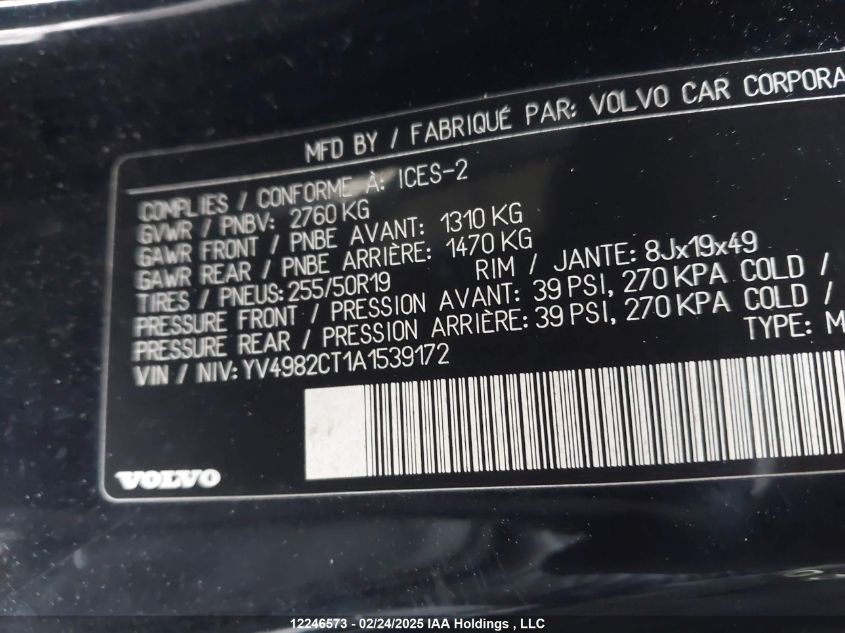 MFD BY / FABRIQUÉ PAR: VOLVO CAR CORPORA
COMPLIES / CONFORME À: ICES-2
GVWR / PNBV: 2760 KG
GAWR FRONT / PNBE AVANT: 1310 KG
GAWR REAR / PNBE ARRIÈRE: 1470 KG
TIRES / PNEUS: 255/50R19 RIM / JANTE: 8Jx19x49
PRESSURE FRONT / PRESSION AVANT: 39 PSI, 270 KPA COLD /
PRESSURE REAR / PRESSION ARRIÈRE: 39 PSI, 270 KPA COLD /
VIN / NIV: YV4982CT1A1539172 TYPE: M
VOLVO
12246573 - 02/24/2025 IAA Holdings , LLC